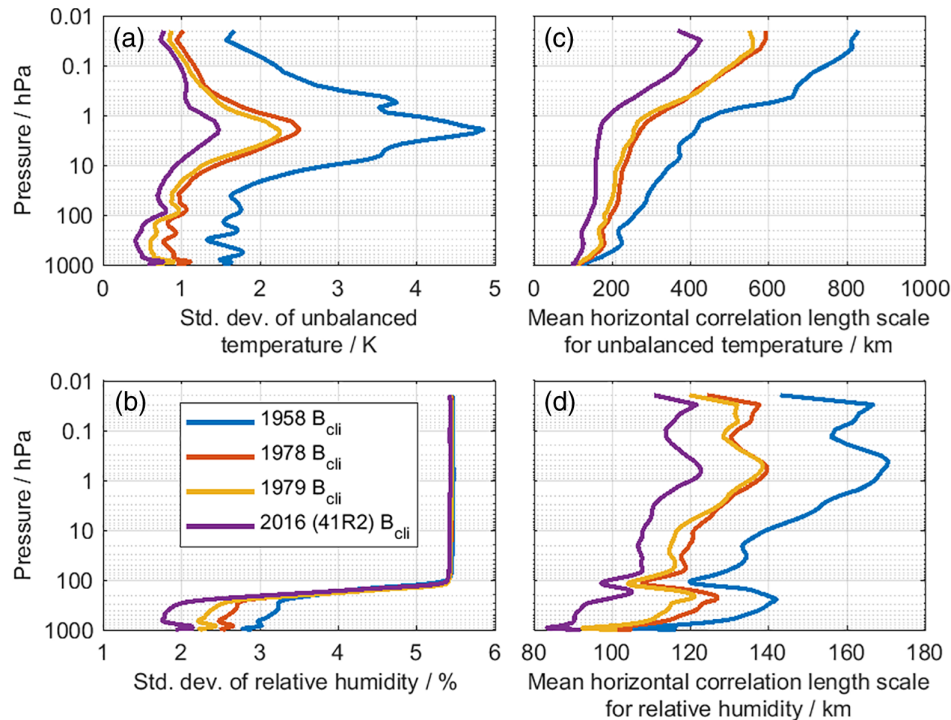 (a)
Pressure / hPa
0.01
0.1
1
10
100
1000
0 1 2 3 4 5
Std. dev. of unbalanced
temperature / K
(c)
0 200 400 600 800 1000
Mean horizontal correlation length scale
for unbalanced temperature / km
(b)
Pressure / hPa
0.01
0.1
1
10
100
1000
1958 B_cli
1978 B_cli
1979 B_cli
2016 (41R2) B_cli
1 2 3 4 5 6
Std. dev. of relative humidity / %
(d)
80 100 120 140 160 180
Mean horizontal correlation length scale
for relative humidity / km